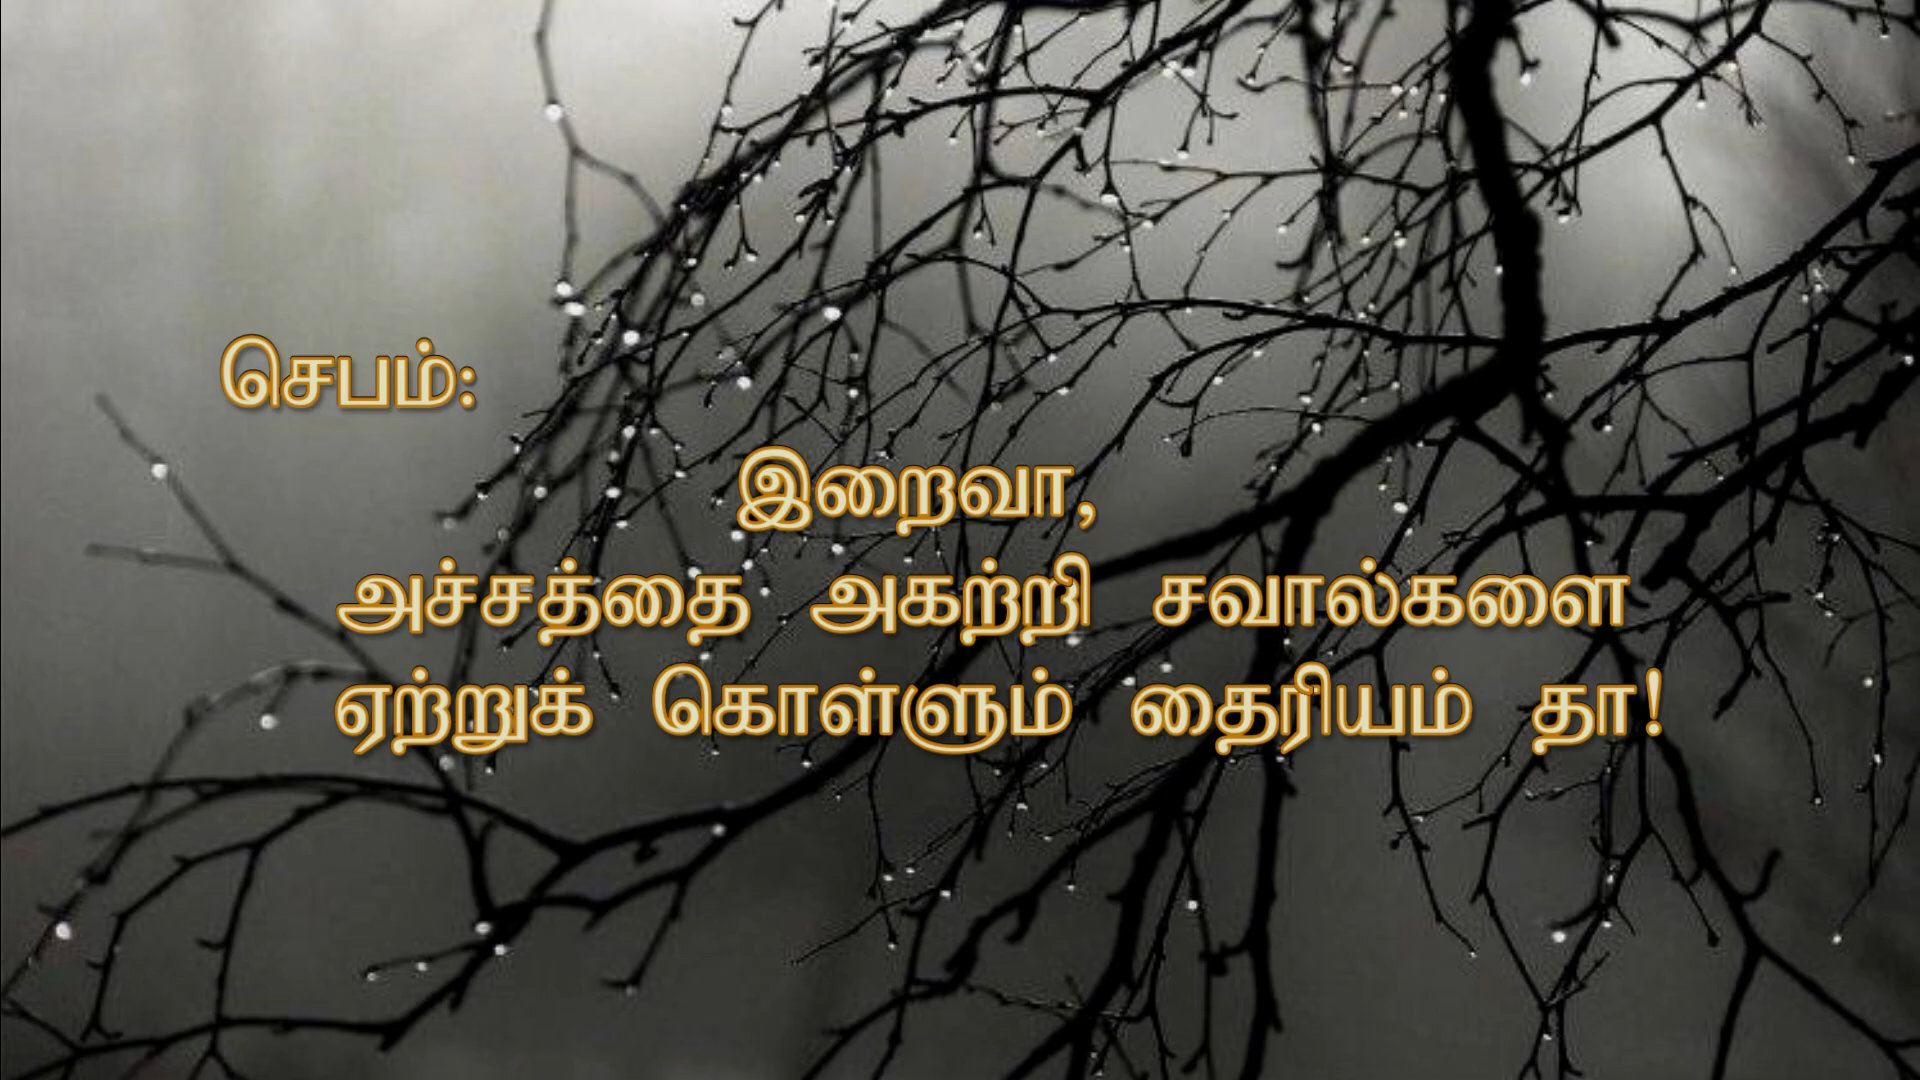 செபம்:
இறைவா,
அச்சத்தை அகற்றி சவால்களை
ஏற்றுக் கொள்ளும் தைரியம் தா!